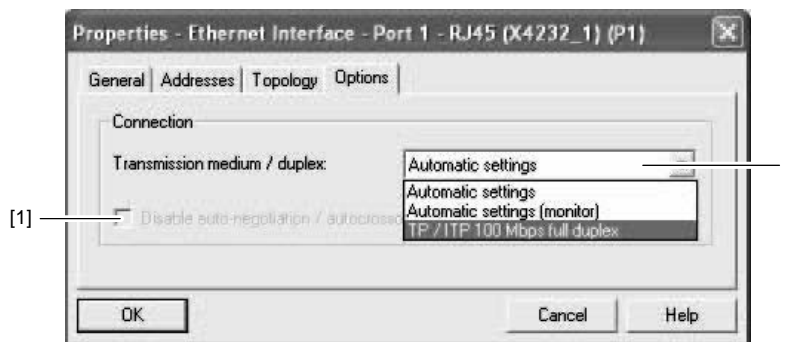 Properties - Ethernet Interface - Port 1 - RJ45 (X4232_1) (P1)
General Addresses Topology Options
Connection
Transmission medium / duplex: Automatic settings
Automatic settings
Automatic settings (monitor)
[1] Disable auto-negotiation /
TP / ITP 100 Mbps full duplex
OK Cancel Help